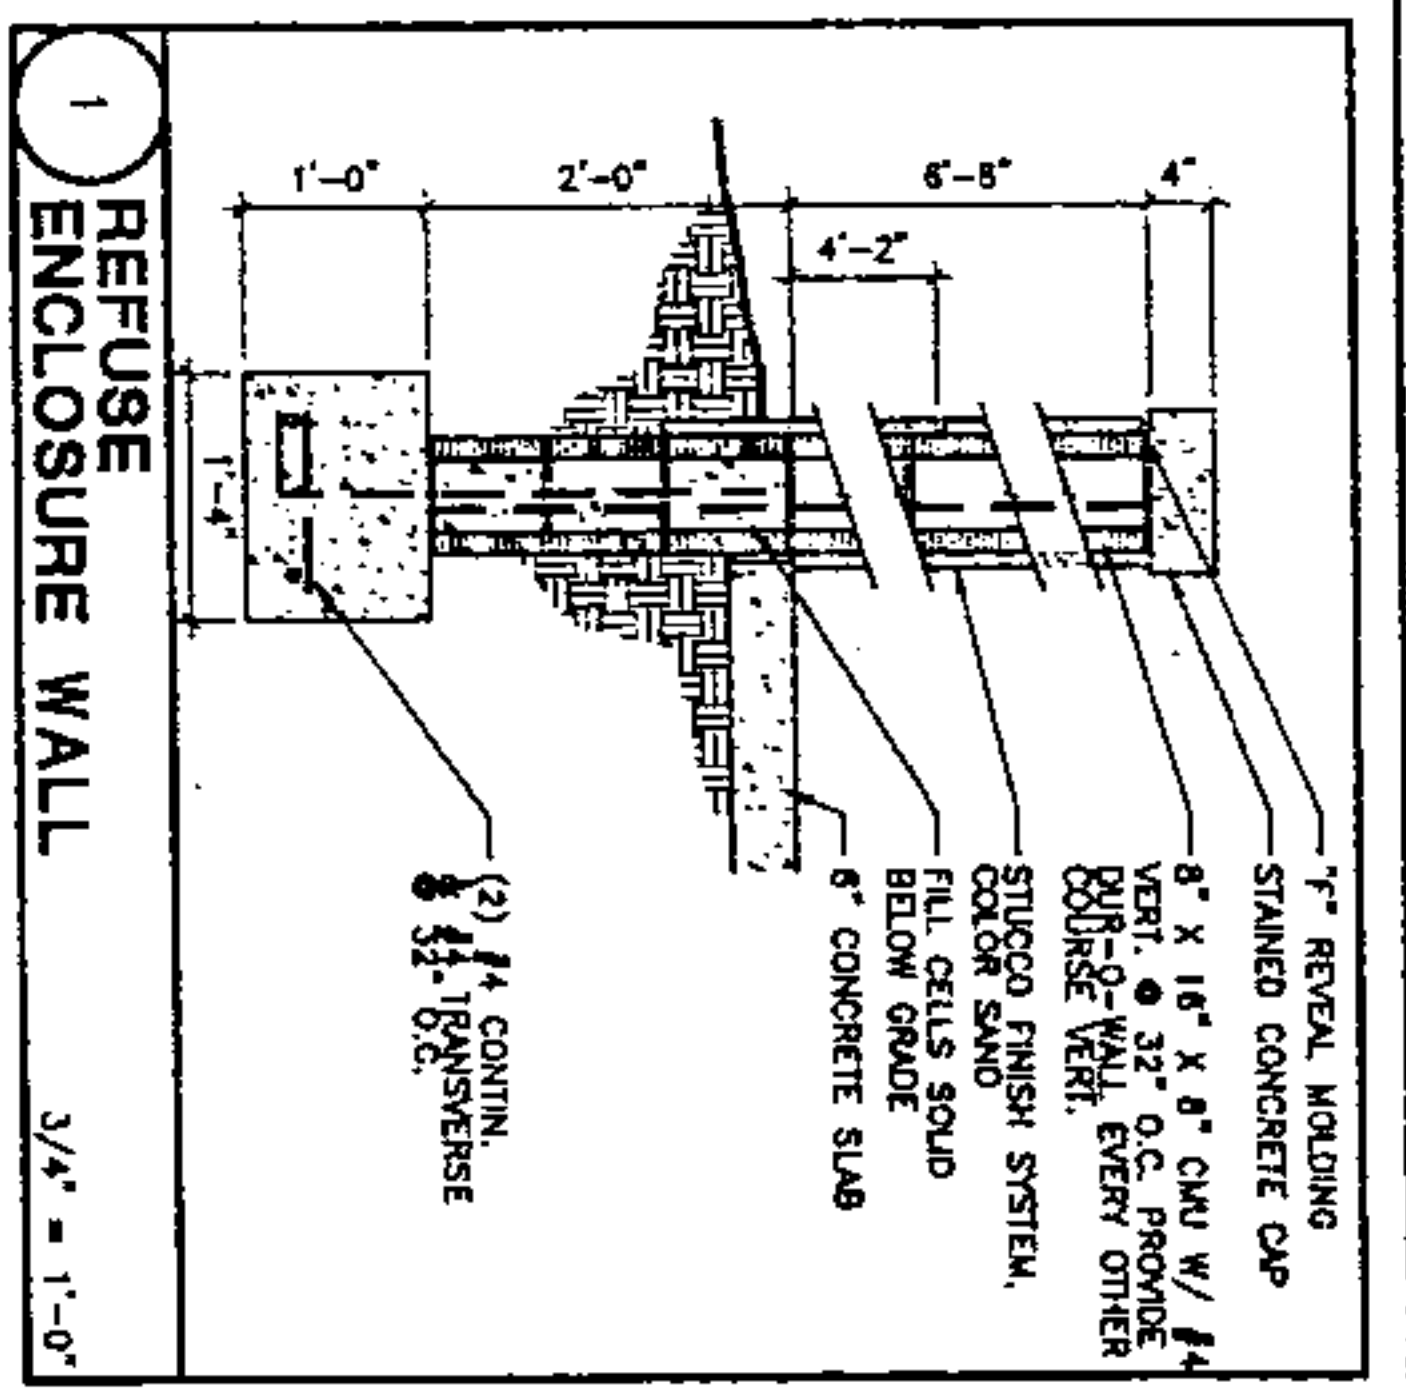 "F" REVEAL MOLDING
STAINED CONCRETE CAP
8" X 16" X 8" CMU W/ #4
VERT. @ 32" O.C. PROVIDE
DUR-O-WALL EVERY OTHER
COURSE VERT.
STUCCO FINISH SYSTEM,
COLOR SAND
FILL CELLS SOLID
BELOW GRADE
6" CONCRETE SLAB
(2) #4 CONTIN.
#4 TRANSVERSE
@ 32" O.C.
4"
6'-8"
4'-2"
2'-0"
1'-0"
1'-4"
1
REFUSE
ENCLOSURE WALL
3/4" = 1'-0"